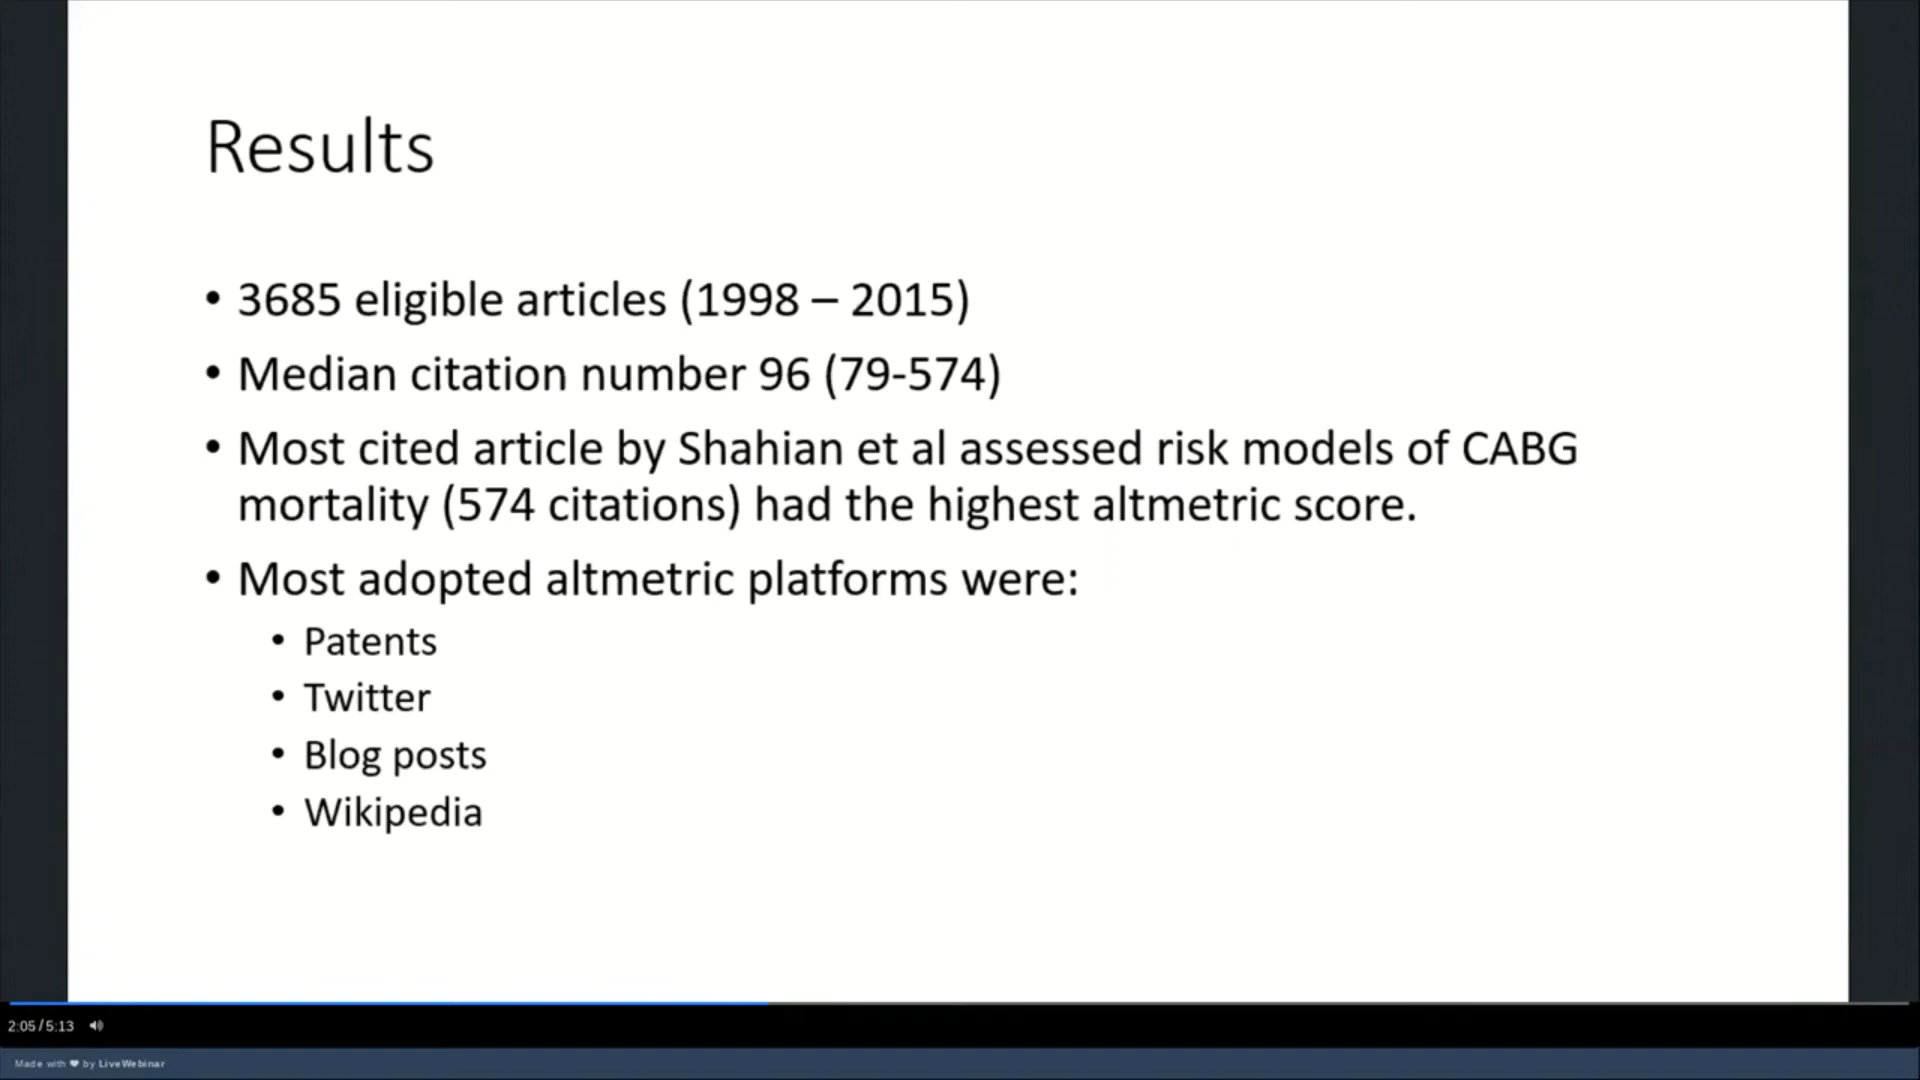 Results
• 3685 eligible articles (1998 – 2015)
• Median citation number 96 (79-574)
• Most cited article by Shahian et al assessed risk models of CABG
mortality (574 citations) had the highest altmetric score.
• Most adopted altmetric platforms were:
• Patents
• Twitter
• Blog posts
• Wikipedia
2:05/5:13
Made with ❤ by LiveWebinar